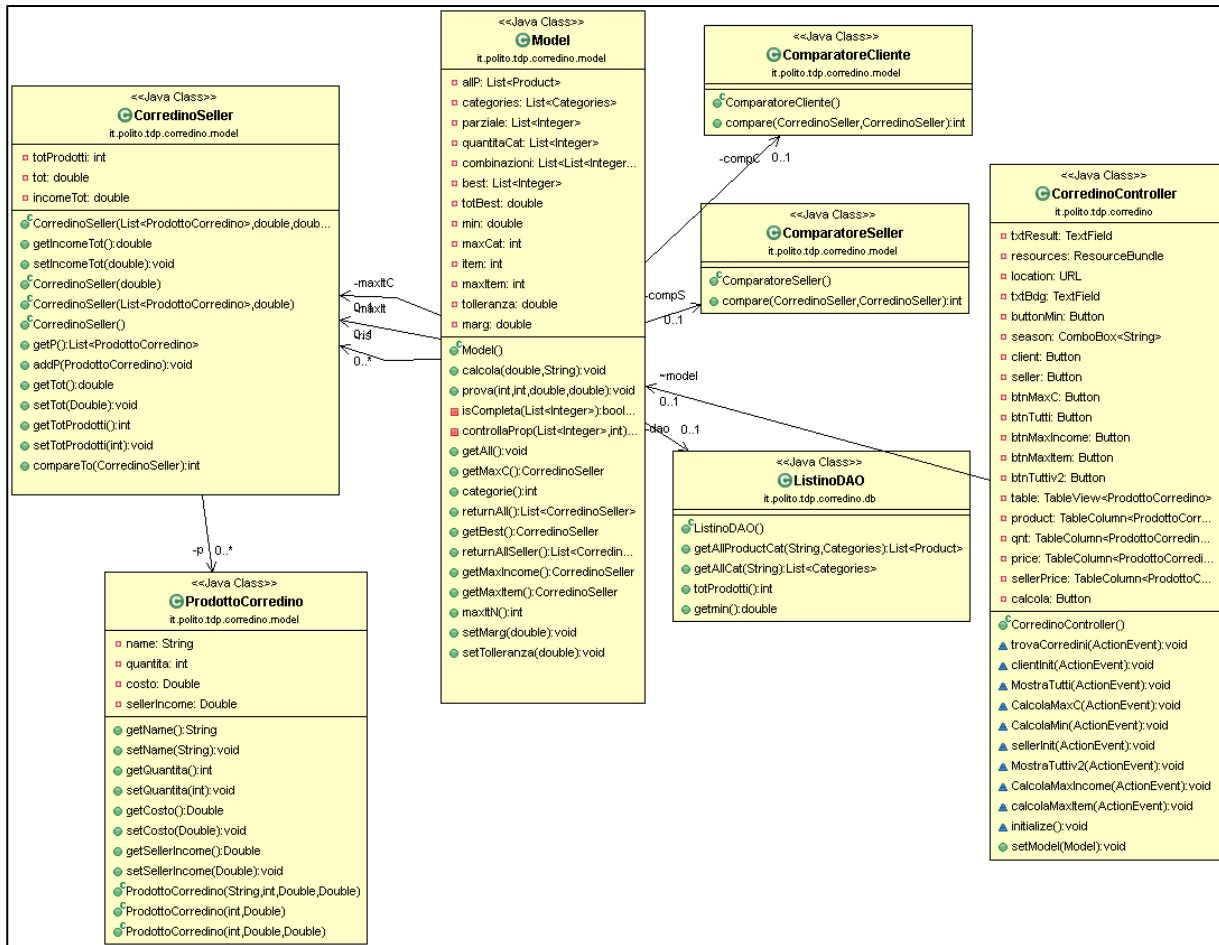 <<Java Class>>
CorredinoSeller
it.polito.tdp.corredino.model
totProdotti: int
tot: double
incomeTot: double
CorredinoSeller(List<ProdottoCorredino>,double,doub...
getIncomeTot():double
setIncomeTot(double):void
CorredinoSeller(double)
CorredinoSeller(List<ProdottoCorredino>,double)
CorredinoSeller()
getP():List<ProdottoCorredino>
addP(ProdottoCorredino):void
getTot():double
setTot(Double):void
getTotProdotti():int
setTotProdotti(int):void
compareTo(CorredinoSeller):int
-p
0..*
<<Java Class>>
ProdottoCorredino
it.polito.tdp.corredino.model
name: String
quantita: int
costo: Double
sellerIncome: Double
getName():String
setName(String):void
getQuantita():int
setQuantita(int):void
getCosto():Double
setCosto(Double):void
getSellerIncome():Double
setSellerIncome(Double):void
ProdottoCorredino(String,int,Double,Double)
ProdottoCorredino(int,Double)
ProdottoCorredino(int,Double,Double)
-maxItC
0..*
<<Java Class>>
Model
it.polito.tdp.corredino.model
allP: List<Product>
categories: List<Categories>
parziale: List<Integer>
quantitaCat: List<Integer>
combinazioni: List<List<Integer...
best: List<Integer>
totBest: double
min: double
maxCat: int
item: int
maxItem: int
tolleranza: double
marg: double
Model()
calcola(double,String):void
prova(int,int,double,double):void
isCompleta(List<Integer>):bool...
controllaProp(List<Integer>,int)...
getAll():void
getMaxC():CorredinoSeller
categorie():int
returnAll():List<CorredinoSeller>
getBest():CorredinoSeller
returnAllSeller():List<Corredin...
getMaxIncome():CorredinoSeller
getMaxItem():CorredinoSeller
maxItN():int
setMarg(double):void
setTolleranza(double):void
<<Java Class>>
ComparatoreCliente
it.polito.tdp.corredino.model
ComparatoreCliente()
compare(CorredinoSeller,CorredinoSeller):int
-compC
0..1
<<Java Class>>
ComparatoreSeller
it.polito.tdp.corredino.model
ComparatoreSeller()
compare(CorredinoSeller,CorredinoSeller):int
-compS
0..1
~model
0..1
-dao
0..1
<<Java Class>>
ListinoDAO
it.polito.tdp.corredino.db
ListinoDAO()
getAllProductCat(String,Categories):List<Product>
getAllCat(String):List<Categories>
totProdotti():int
getmin():double
<<Java Class>>
CorredinoController
it.polito.tdp.corredino
txtResult: TextField
resources: ResourceBundle
location: URL
txtBdg: TextField
buttonMin: Button
season: ComboBox<String>
client: Button
seller: Button
btnMaxC: Button
btnTutti: Button
btnMaxIncome: Button
btnMaxItem: Button
btnTuttiv2: Button
table: TableView<ProdottoCorredino>
product: TableColumn<ProdottoCorr...
qnt: TableColumn<ProdottoCorredin...
price: TableColumn<ProdottoCorredi...
sellerPrice: TableColumn<ProdottoC...
calcola: Button
CorredinoController()
trovaCorredini(ActionEvent):void
clientInit(ActionEvent):void
MostraTutti(ActionEvent):void
CalcolaMaxC(ActionEvent):void
CalcolaMin(ActionEvent):void
sellerInit(ActionEvent):void
MostraTuttiv2(ActionEvent):void
CalcolaMaxIncome(ActionEvent):void
calcolaMaxItem(ActionEvent):void
initialize():void
setModel(Model):void